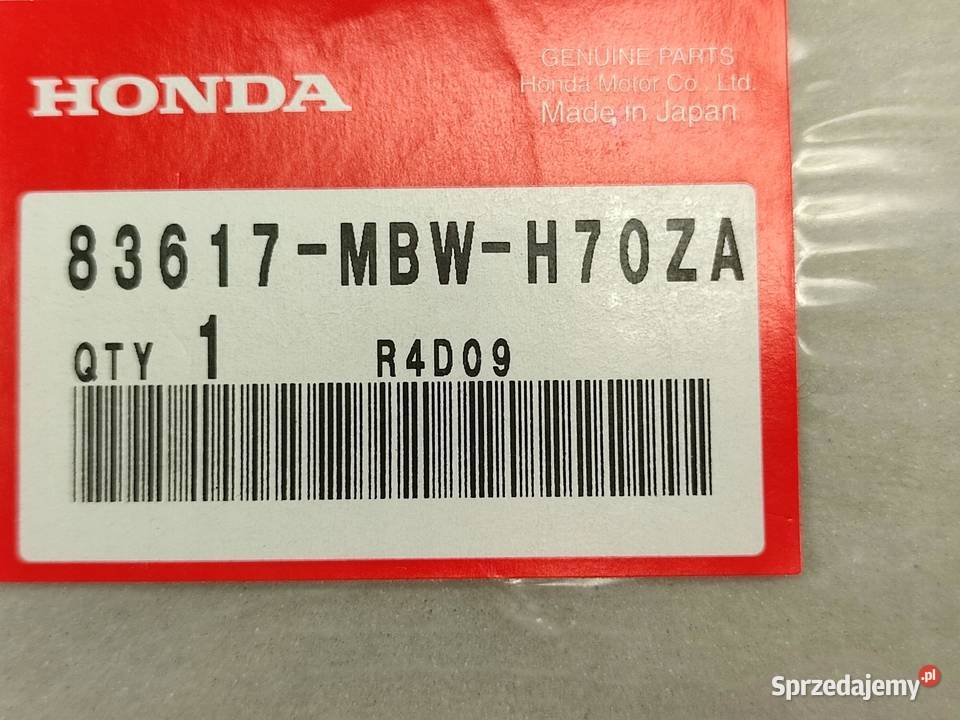 HONDA
GENUINE PARTS
Honda Motor Co., Ltd.
Made in Japan
83617-MBW-H70ZA
QTY 1 R4D09
Sprzedajemy.pl